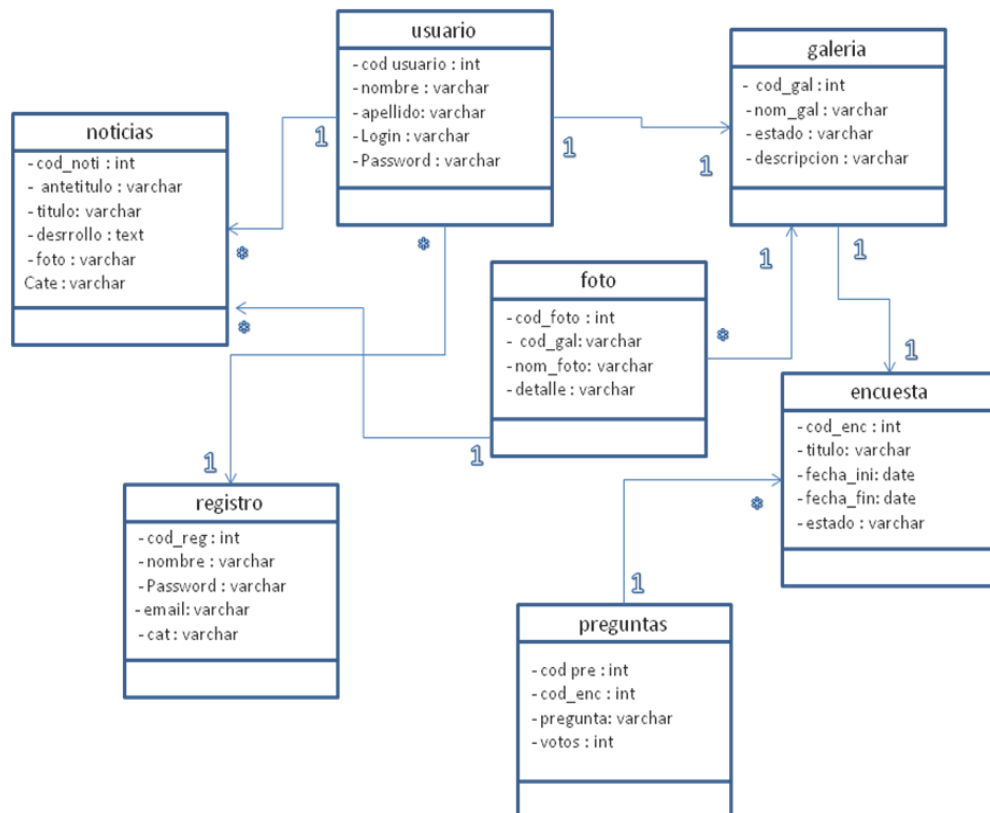 usuario
- cod usuario : int
- nombre : varchar
- apellido: varchar
- Login : varchar
- Password : varchar
galeria
- cod_gal : int
- nom_gal : varchar
- estado : varchar
- descripcion : varchar
noticias
- cod_noti : int
- antetitulo : varchar
- titulo: varchar
- desrrollo : text
- foto : varchar
Cate : varchar
1
*
1
1
*
foto
- cod_foto : int
- cod_gal: varchar
- nom_foto: varchar
- detalle : varchar
*
1
*
1
1
1
encuesta
- cod_enc : int
- titulo: varchar
- fecha_ini: date
- fecha_fin: date
- estado : varchar
1
registro
- cod_reg : int
- nombre : varchar
- Password : varchar
- email: varchar
- cat : varchar
*
1
preguntas
- cod pre : int
- cod_enc : int
- pregunta: varchar
- votos : int